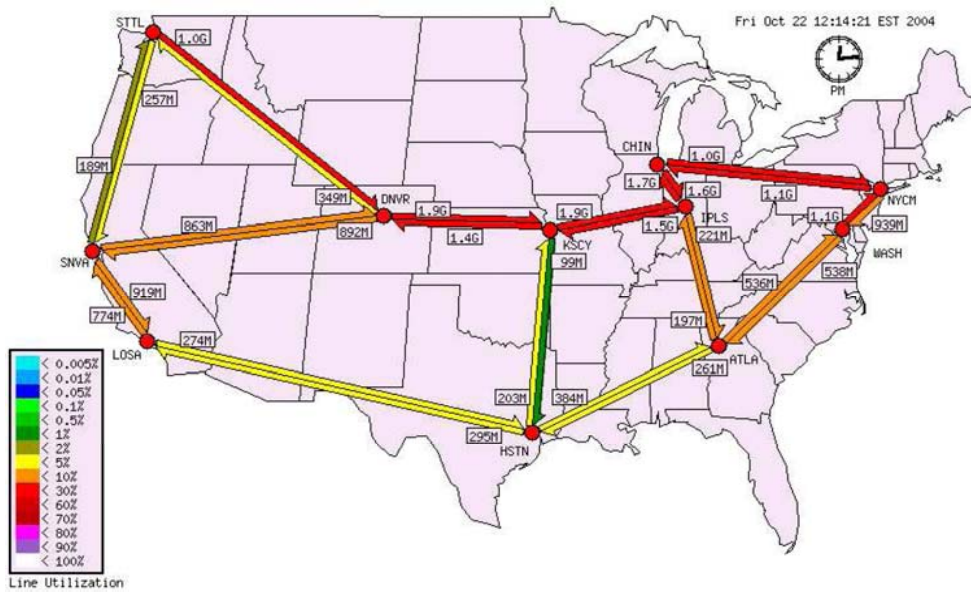 Fri Oct 22 12:14:21 EST 2004
PM
STTL
1.0G
257M
189M
CHIN
1.0G
1.7G
1.6G
1.1G
NYCM
349M
DNVR
1.9G
1.9G
IPLS
1.1G
939M
863M
892M
1.4G
KSCY
1.5G
221M
WASH
SNVA
99M
538M
536M
919M
774M
197M
LOSA
274M
ATLA
261M
203M
384M
295M
HSTN
< 0.005%
< 0.01%
< 0.05%
< 0.1%
< 0.5%
< 1%
< 2%
< 5%
< 10%
< 30%
< 60%
< 70%
< 80%
< 90%
< 100%
Line Utilization